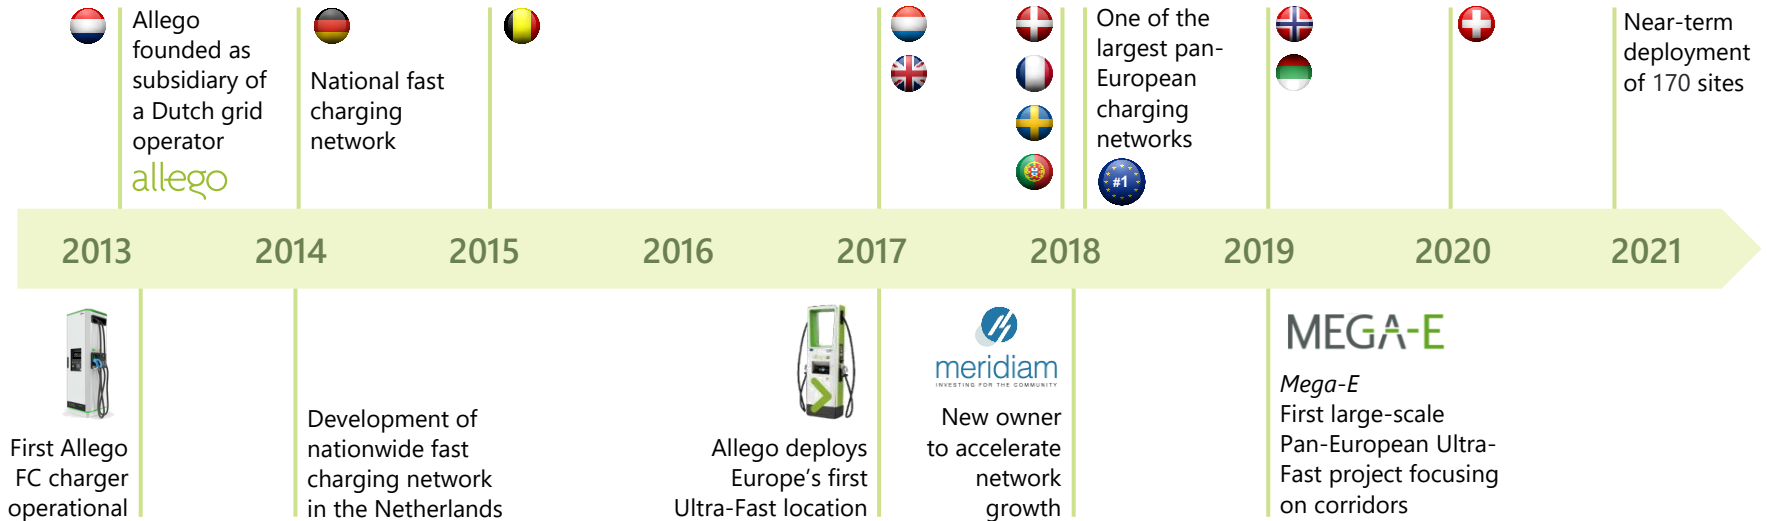 Allego
founded as
subsidiary of
a Dutch grid
operator
allego
National fast
charging
network
One of the
largest pan-
European
charging
networks
#1
Near-term
deployment
of 170 sites
2013
2014
2015
2016
2017
2018
2019
2020
2021
First Allego
FC charger
operational
Development of
nationwide fast
charging network
in the Netherlands
Allego deploys
Europe's first
Ultra-Fast location
meridiam
INVESTING FOR THE COMMUNITY
New owner
to accelerate
network
growth
MEGA-E
Mega-E
First large-scale
Pan-European Ultra-
Fast project focusing
on corridors